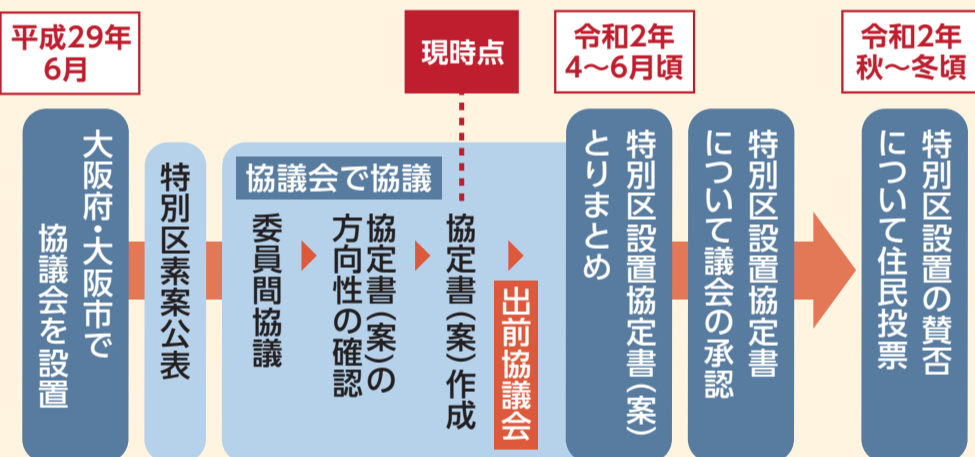 平成29年
6月
現時点
令和2年
4〜6月頃
令和2年
秋〜冬頃
大阪府・大阪市で
協議会を設置
特別区素案公表
協議会で協議
委員間協議
協定書(案)の
方向性の確認
協定書(案)作成
出前協議会
特別区設置協定書(案)
とりまとめ
特別区設置協定書
について議会の承認
特別区設置の賛否
について住民投票